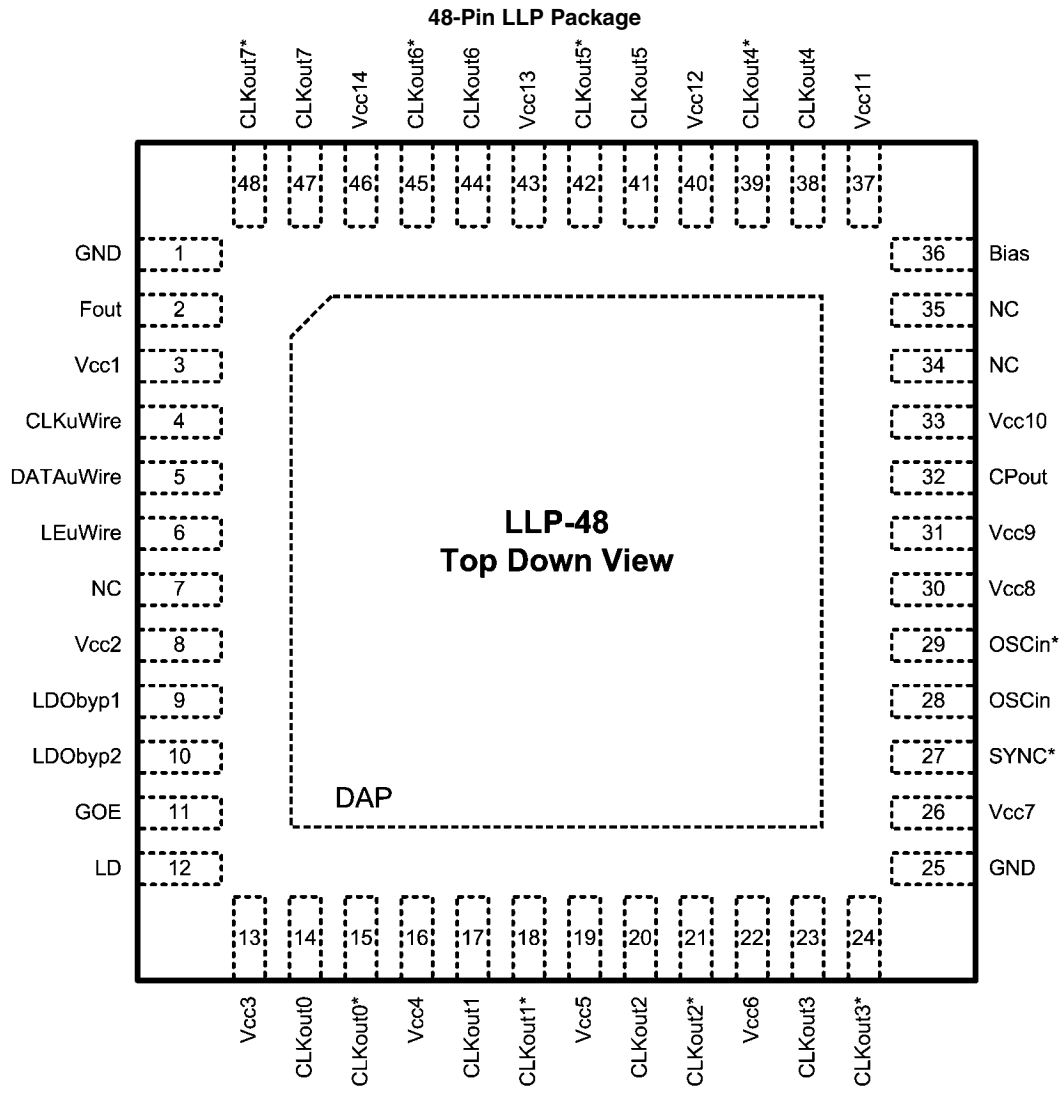 48-Pin LLP Package
CLKout7*
CLKout7
Vcc14
CLKout6*
CLKout6
Vcc13
CLKout5*
CLKout5
Vcc12
CLKout4*
CLKout4
Vcc11
48 47 46 45 44 43 42 41 40 39 38 37
GND 1 36 Bias
Fout 2 35 NC
Vcc1 3 34 NC
CLKuWire 4 33 Vcc10
DATAuWire 5 32 CPout
LEuWire 6 31 Vcc9
NC 7 30 Vcc8
Vcc2 8 29 OSCin*
LDObyp1 9 28 OSCin
LDObyp2 10 27 SYNC*
GOE 11 26 Vcc7
LD 12 25 GND
LLP-48
Top Down View
DAP
13 14 15 16 17 18 19 20 21 22 23 24
Vcc3
CLKout0
CLKout0*
Vcc4
CLKout1
CLKout1*
Vcc5
CLKout2
CLKout2*
Vcc6
CLKout3
CLKout3*